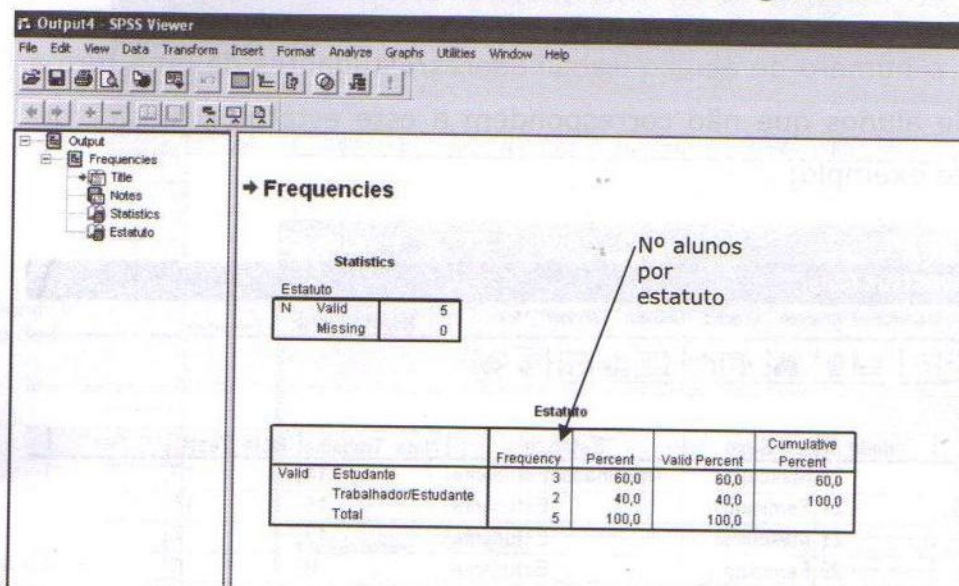 Output4 - SPSS Viewer
File Edit View Data Transform Insert Format Analyze Graphs Utilities Window Help
Output
Frequencies
Title
Notes
Statistics
Estatuto
Frequencies
Nº alunos
por
estatuto
Statistics
Estatuto
N Valid 5
Missing 0
Estatuto
Frequency Percent Valid Percent Cumulative Percent
Valid Estudante 3 60,0 60,0 60,0
Trabalhador/Estudante 2 40,0 40,0 100,0
Total 5 100,0 100,0